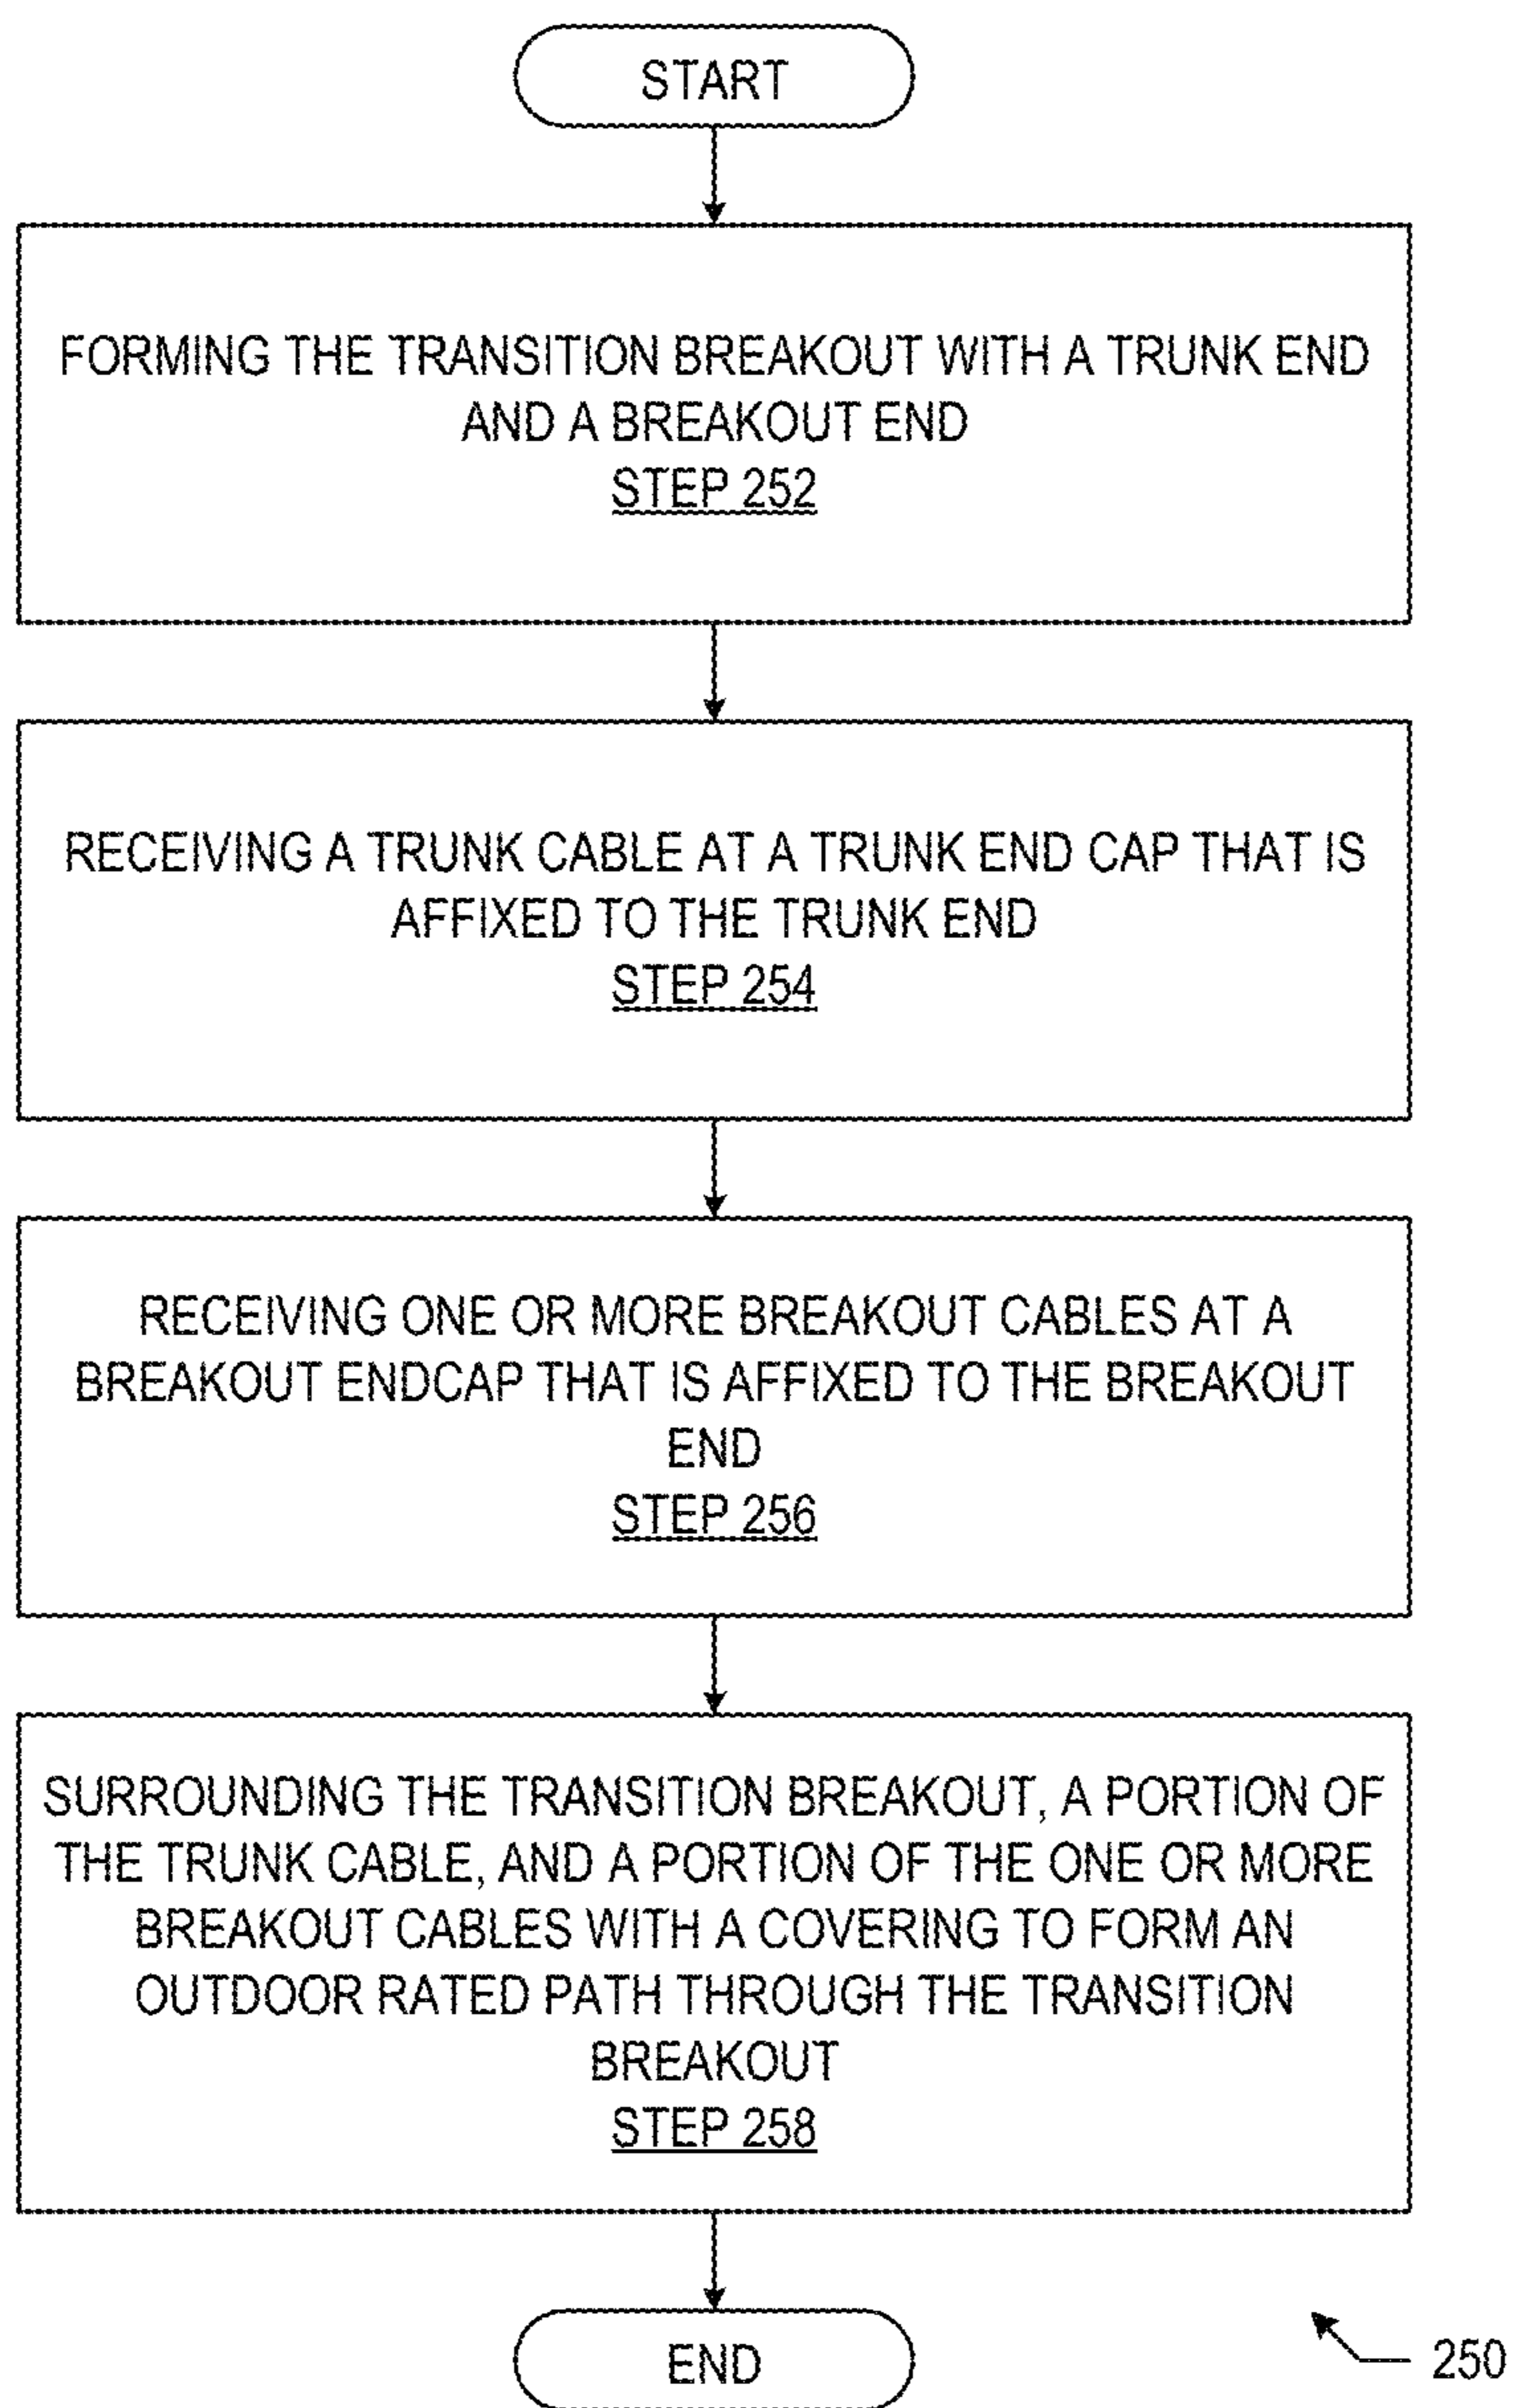 START
FORMING THE TRANSITION BREAKOUT WITH A TRUNK END
AND A BREAKOUT END
STEP 252
RECEIVING A TRUNK CABLE AT A TRUNK END CAP THAT IS
AFFIXED TO THE TRUNK END
STEP 254
RECEIVING ONE OR MORE BREAKOUT CABLES AT A
BREAKOUT ENDCAP THAT IS AFFIXED TO THE BREAKOUT
END
STEP 256
SURROUNDING THE TRANSITION BREAKOUT, A PORTION OF
THE TRUNK CABLE, AND A PORTION OF THE ONE OR MORE
BREAKOUT CABLES WITH A COVERING TO FORM AN
OUTDOOR RATED PATH THROUGH THE TRANSITION
BREAKOUT
STEP 258
END
250